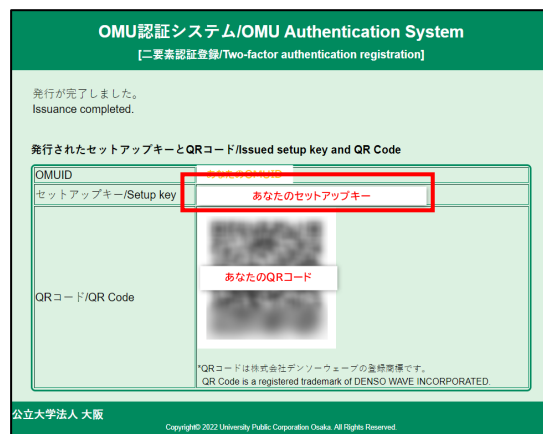 OMU認証システム/OMU Authentication System
[二要素認証登録/Two-factor authentication registration]
発行が完了しました。
Issuance completed.
発行されたセットアップキーとQRコード/Issued setup key and QR Code
OMUID あなたのOMUID
セットアップキー/Setup key あなたのセットアップキー
あなたのQRコード
QRコード/QR Code
*QRコードは株式会社デンソーウェーブの登録商標です。
QR Code is a registered trademark of DENSO WAVE INCORPORATED.
公立大学法人 大阪
Copyright© 2022 University Public Corporation Osaka. All Rights Reserved.